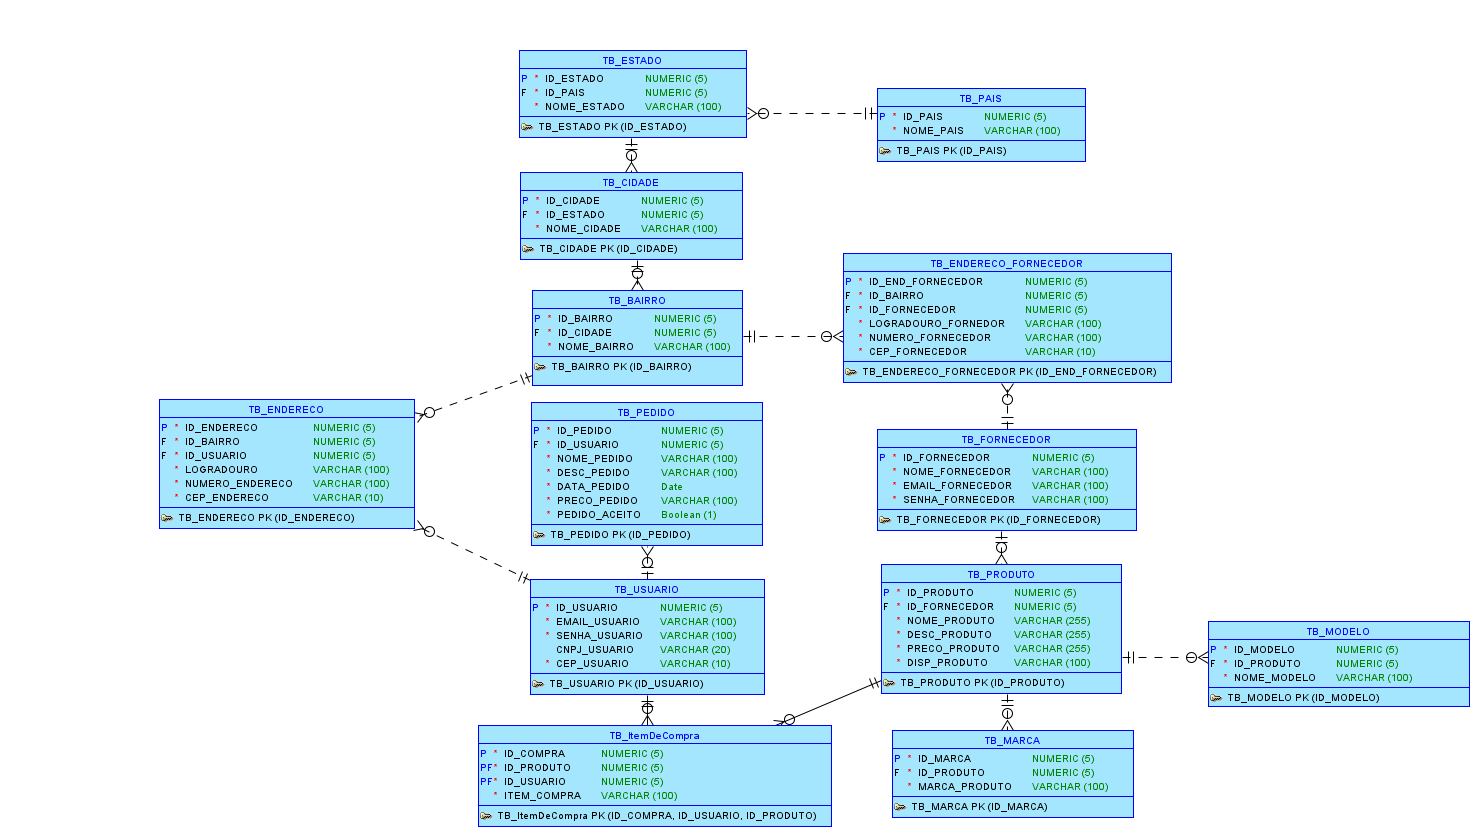 TB_ESTADO
P * ID_ESTADO NUMERIC (5)
F * ID_PAIS NUMERIC (5)
* NOME_ESTADO VARCHAR (100)
TB_ESTADO PK (ID_ESTADO)
TB_PAIS
P * ID_PAIS NUMERIC (5)
* NOME_PAIS VARCHAR (100)
TB_PAIS PK (ID_PAIS)
TB_CIDADE
P * ID_CIDADE NUMERIC (5)
F * ID_ESTADO NUMERIC (5)
* NOME_CIDADE VARCHAR (100)
TB_CIDADE PK (ID_CIDADE)
TB_BAIRRO
P * ID_BAIRRO NUMERIC (5)
F * ID_CIDADE NUMERIC (5)
* NOME_BAIRRO VARCHAR (100)
TB_BAIRRO PK (ID_BAIRRO)
TB_ENDERECO_FORNECEDOR
P * ID_END_FORNECEDOR NUMERIC (5)
F * ID_BAIRRO NUMERIC (5)
F * ID_FORNECEDOR NUMERIC (5)
* LOGRADOURO_FORNEDOR VARCHAR (100)
* NUMERO_FORNECEDOR VARCHAR (100)
* CEP_FORNECEDOR VARCHAR (10)
TB_ENDERECO_FORNECEDOR PK (ID_END_FORNECEDOR)
TB_ENDERECO
P * ID_ENDERECO NUMERIC (5)
F * ID_BAIRRO NUMERIC (5)
F * ID_USUARIO NUMERIC (5)
* LOGRADOURO VARCHAR (100)
* NUMERO_ENDERECO VARCHAR (100)
* CEP_ENDERECO VARCHAR (10)
TB_ENDERECO PK (ID_ENDERECO)
TB_PEDIDO
P * ID_PEDIDO NUMERIC (5)
F * ID_USUARIO NUMERIC (5)
* NOME_PEDIDO VARCHAR (100)
* DESC_PEDIDO VARCHAR (100)
* DATA_PEDIDO Date
* PRECO_PEDIDO VARCHAR (100)
* PEDIDO_ACEITO Boolean (1)
TB_PEDIDO PK (ID_PEDIDO)
TB_FORNECEDOR
P * ID_FORNECEDOR NUMERIC (5)
* NOME_FORNECEDOR VARCHAR (100)
* EMAIL_FORNECEDOR VARCHAR (100)
* SENHA_FORNECEDOR VARCHAR (100)
TB_FORNECEDOR PK (ID_FORNECEDOR)
TB_USUARIO
P * ID_USUARIO NUMERIC (5)
* EMAIL_USUARIO VARCHAR (100)
* SENHA_USUARIO VARCHAR (100)
CNPJ_USUARIO VARCHAR (20)
* CEP_USUARIO VARCHAR (10)
TB_USUARIO PK (ID_USUARIO)
TB_PRODUTO
P * ID_PRODUTO NUMERIC (5)
F * ID_FORNECEDOR NUMERIC (5)
* NOME_PRODUTO VARCHAR (255)
* DESC_PRODUTO VARCHAR (255)
* PRECO_PRODUTO VARCHAR (255)
* DISP_PRODUTO VARCHAR (100)
TB_PRODUTO PK (ID_PRODUTO)
TB_MODELO
P * ID_MODELO NUMERIC (5)
F * ID_PRODUTO NUMERIC (5)
* NOME_MODELO VARCHAR (100)
TB_MODELO PK (ID_MODELO)
TB_ItemDeCompra
P * ID_COMPRA NUMERIC (5)
PF* ID_PRODUTO NUMERIC (5)
PF* ID_USUARIO NUMERIC (5)
* ITEM_COMPRA VARCHAR (100)
TB_ItemDeCompra PK (ID_COMPRA, ID_USUARIO, ID_PRODUTO)
TB_MARCA
P * ID_MARCA NUMERIC (5)
F * ID_PRODUTO NUMERIC (5)
* MARCA_PRODUTO VARCHAR (100)
TB_MARCA PK (ID_MARCA)